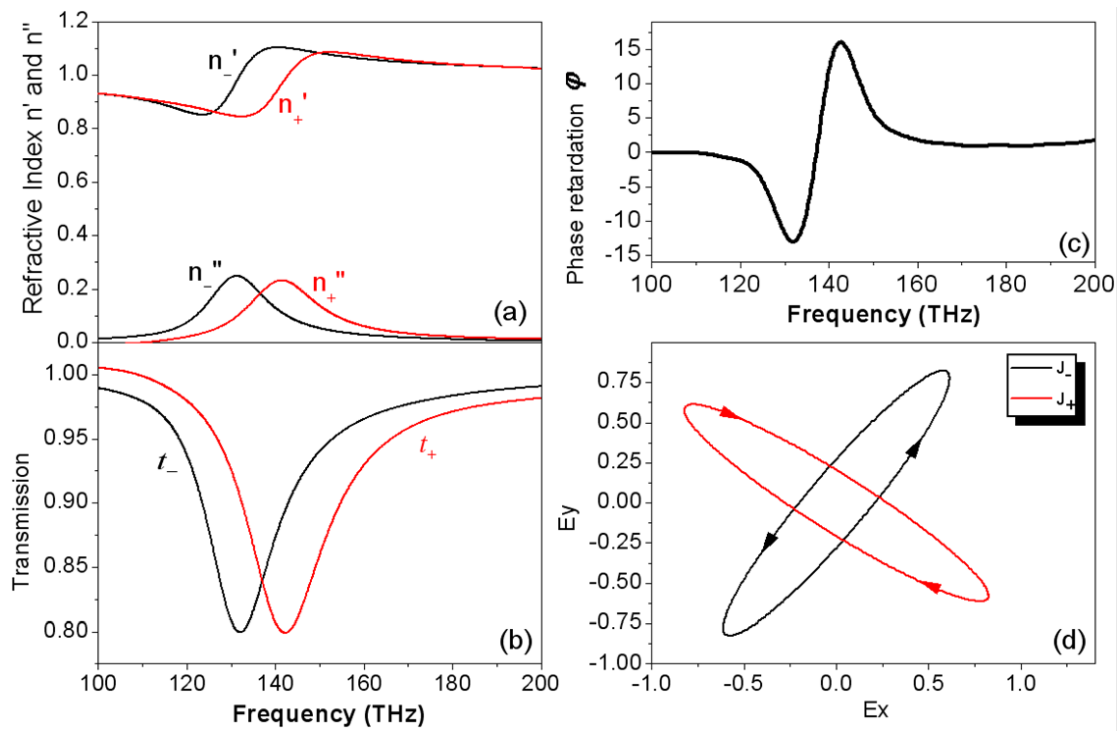 Refractive Index n' and n"
1.2
1.0
0.8
0.6
0.4
0.2
0.0
n_'
n+'
n_"
n+"
(a)
Transmission
1.00
0.95
0.90
0.85
0.80
t_
t+
(b)
100 120 140 160 180 200
Frequency (THz)
Phase retardation φ
15
10
5
0
-5
-10
-15
(c)
100 120 140 160 180 200
Frequency (THz)
Ey
0.75
0.50
0.25
0.00
-0.25
-0.50
-0.75
-1.00
J_
J+
(d)
-1.0 -0.5 0.0 0.5 1.0
Ex